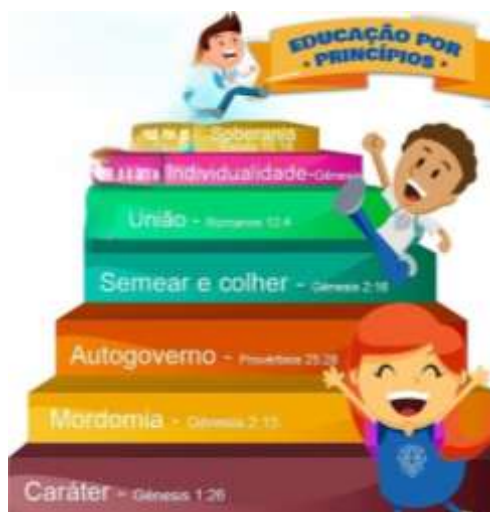 EDUCAÇÃO POR
• PRINCÍPIOS •
Soberania
Individualidade-Gênesis
União - Romanos 12:4
Semear e colher - Gênesis 2:16
Autogoverno - Provérbios 25:28
Mordomia - Gênesis 2:15
Caráter - Gênesis 1:26